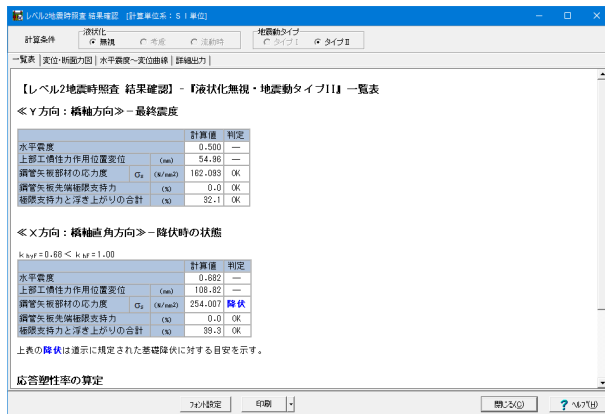 レベル2地震時照査 結果確認 [計算単位系：ＳＩ単位]
計算条件
液状化
無視 考慮 流動時
地震動タイプ
タイプⅠ タイプⅡ
一覧表 変位・断面力図 水平震度～変位曲線 詳細出力
【レベル2地震時照査 結果確認】-『液状化無視・地震動タイプII』一覧表
≪Ｙ方向：橋軸方向≫－最終震度
計算値 判定
水平震度 0.500 ―
上部工慣性力作用位置変位 (mm) 54.96 ―
鋼管矢板部材の応力度 σs (N/mm2) 162.093 OK
鋼管矢板先端極限支持力 (%) 0.0 OK
極限支持力と浮き上がりの合計 (%) 32.1 OK
≪Ｘ方向：橋軸直角方向≫－降伏時の状態
k hyF=0.68 < k hF=1.00
計算値 判定
水平震度 0.682 ―
上部工慣性力作用位置変位 (mm) 108.82 ―
鋼管矢板部材の応力度 σs (N/mm2) 254.007 降伏
鋼管矢板先端極限支持力 (%) 0.0 OK
極限支持力と浮き上がりの合計 (%) 39.3 OK
上表の降伏は道示に規定された基礎降伏に対する目安を示す。
応答塑性率の算定
フォント設定 印刷 閉じる(C) ? ヘルプ(H)